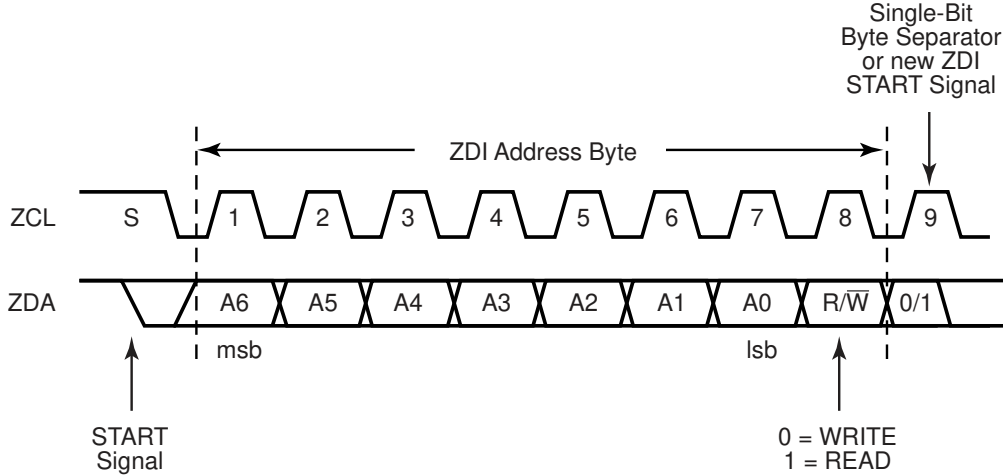 Single-Bit
Byte Separator
or new ZDI
START Signal
ZDI Address Byte
ZCL S 1 2 3 4 5 6 7 8 9
ZDA A6 A5 A4 A3 A2 A1 A0 R/W̅ 0/1
msb lsb
START
Signal
0 = WRITE
1 = READ